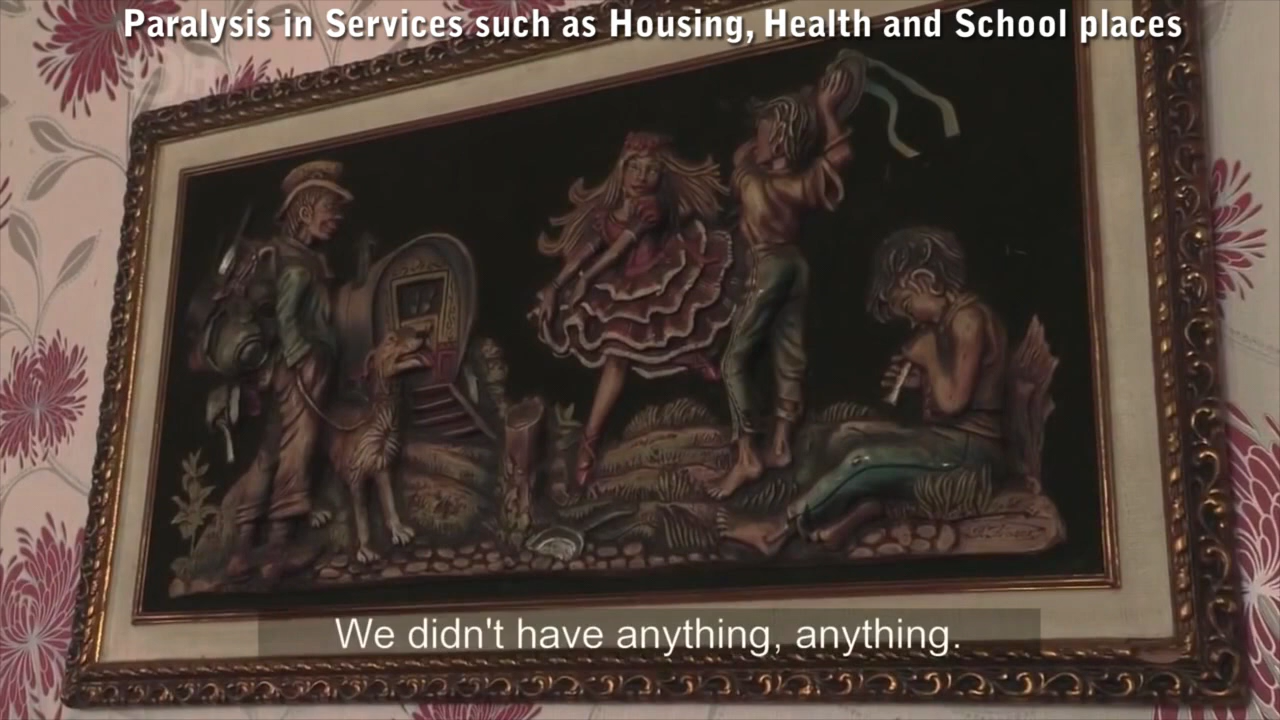 Paralysis in Services such as Housing, Health and School places
We didn't have anything, anything.